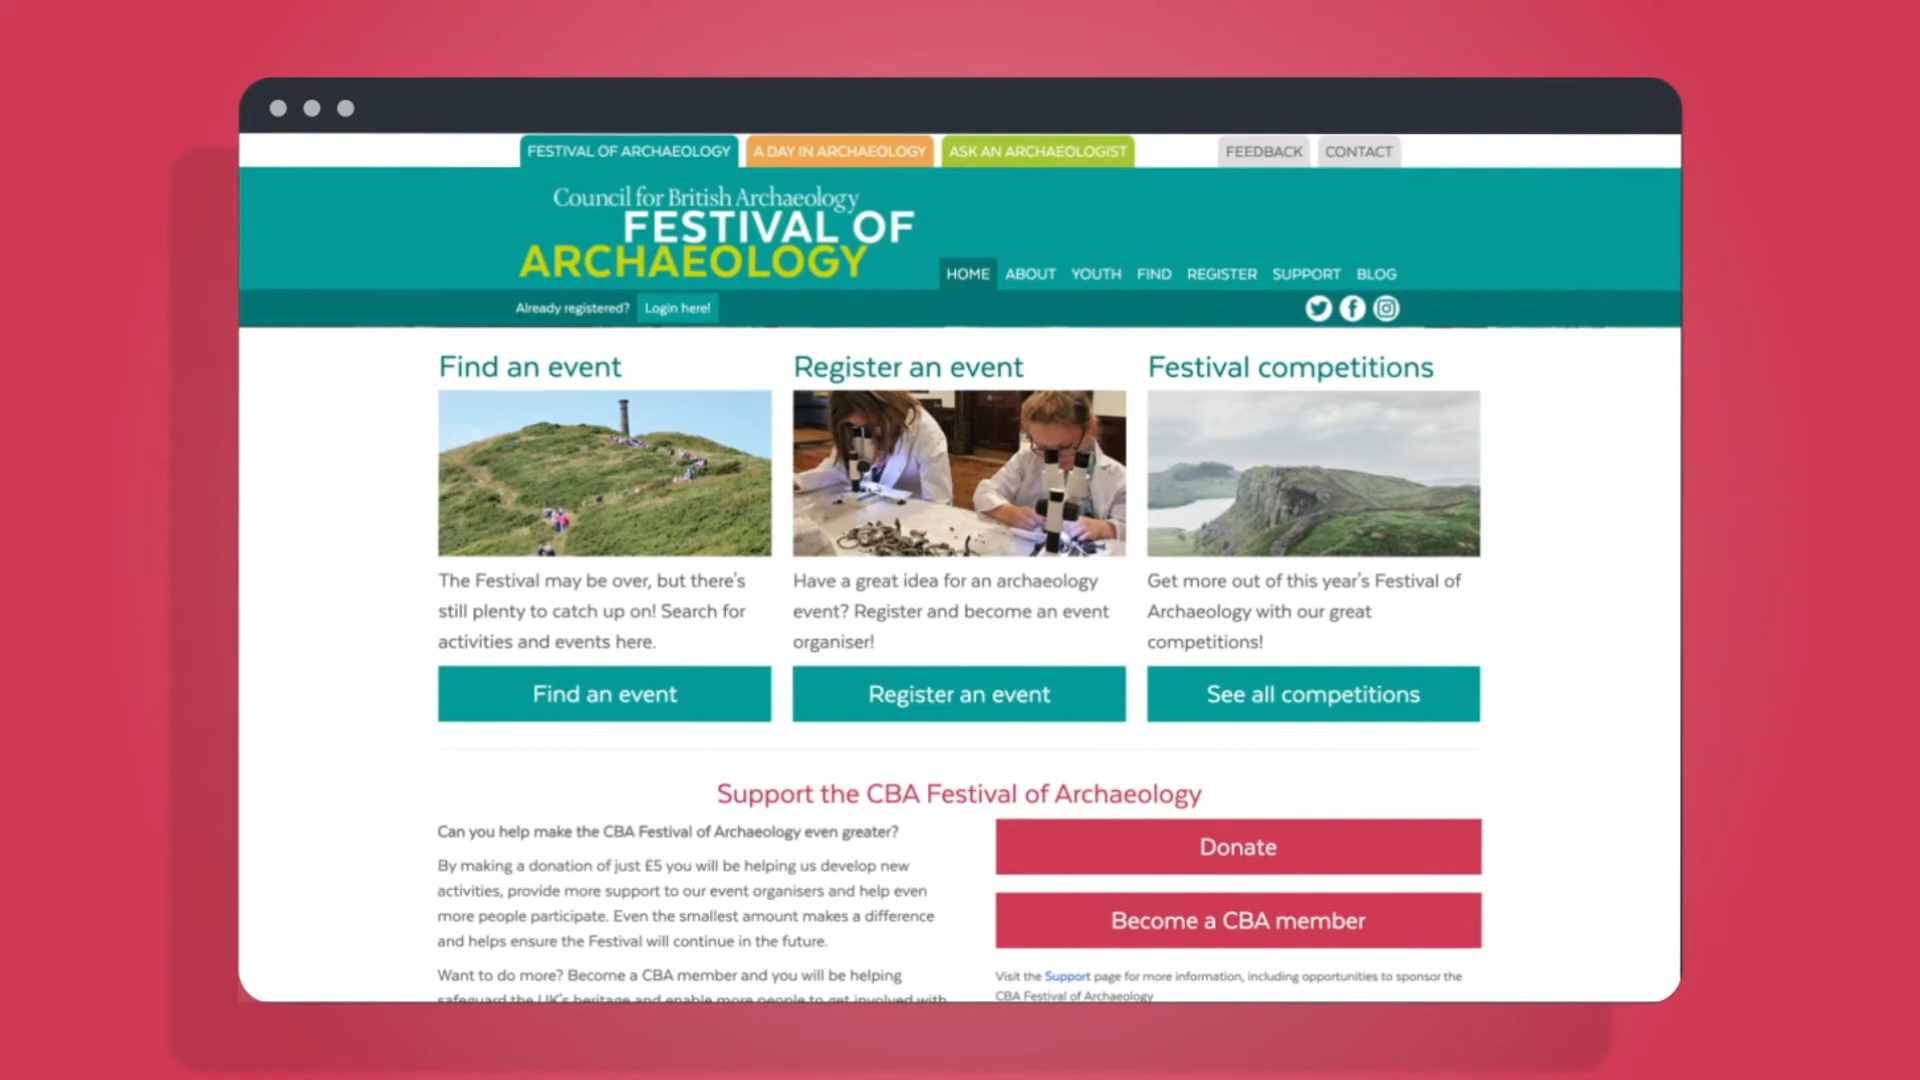 FESTIVAL OF ARCHAEOLOGY
A DAY IN ARCHAEOLOGY
ASK AN ARCHAEOLOGIST
FEEDBACK
CONTACT
Council for British Archaeology
FESTIVAL OF
ARCHAEOLOGY
HOME ABOUT YOUTH FIND REGISTER SUPPORT BLOG
Already registered? Login here!
Find an event
The Festival may be over, but there's
still plenty to catch up on! Search for
activities and events here.
Find an event
Register an event
Have a great idea for an archaeology
event? Register and become an event
organiser!
Register an event
Festival competitions
Get more out of this year's Festival of
Archaeology with our great
competitions!
See all competitions
Support the CBA Festival of Archaeology
Can you help make the CBA Festival of Archaeology even greater?
By making a donation of just £5 you will be helping us develop new
activities, provide more support to our event organisers and help even
more people participate. Even the smallest amount makes a difference
and helps ensure the Festival will continue in the future.
Want to do more? Become a CBA member and you will be helping
safeguard the UK's heritage and enable more people to get involved with
Donate
Become a CBA member
Visit the Support page for more information, including opportunities to sponsor the
CBA Festival of Archaeology